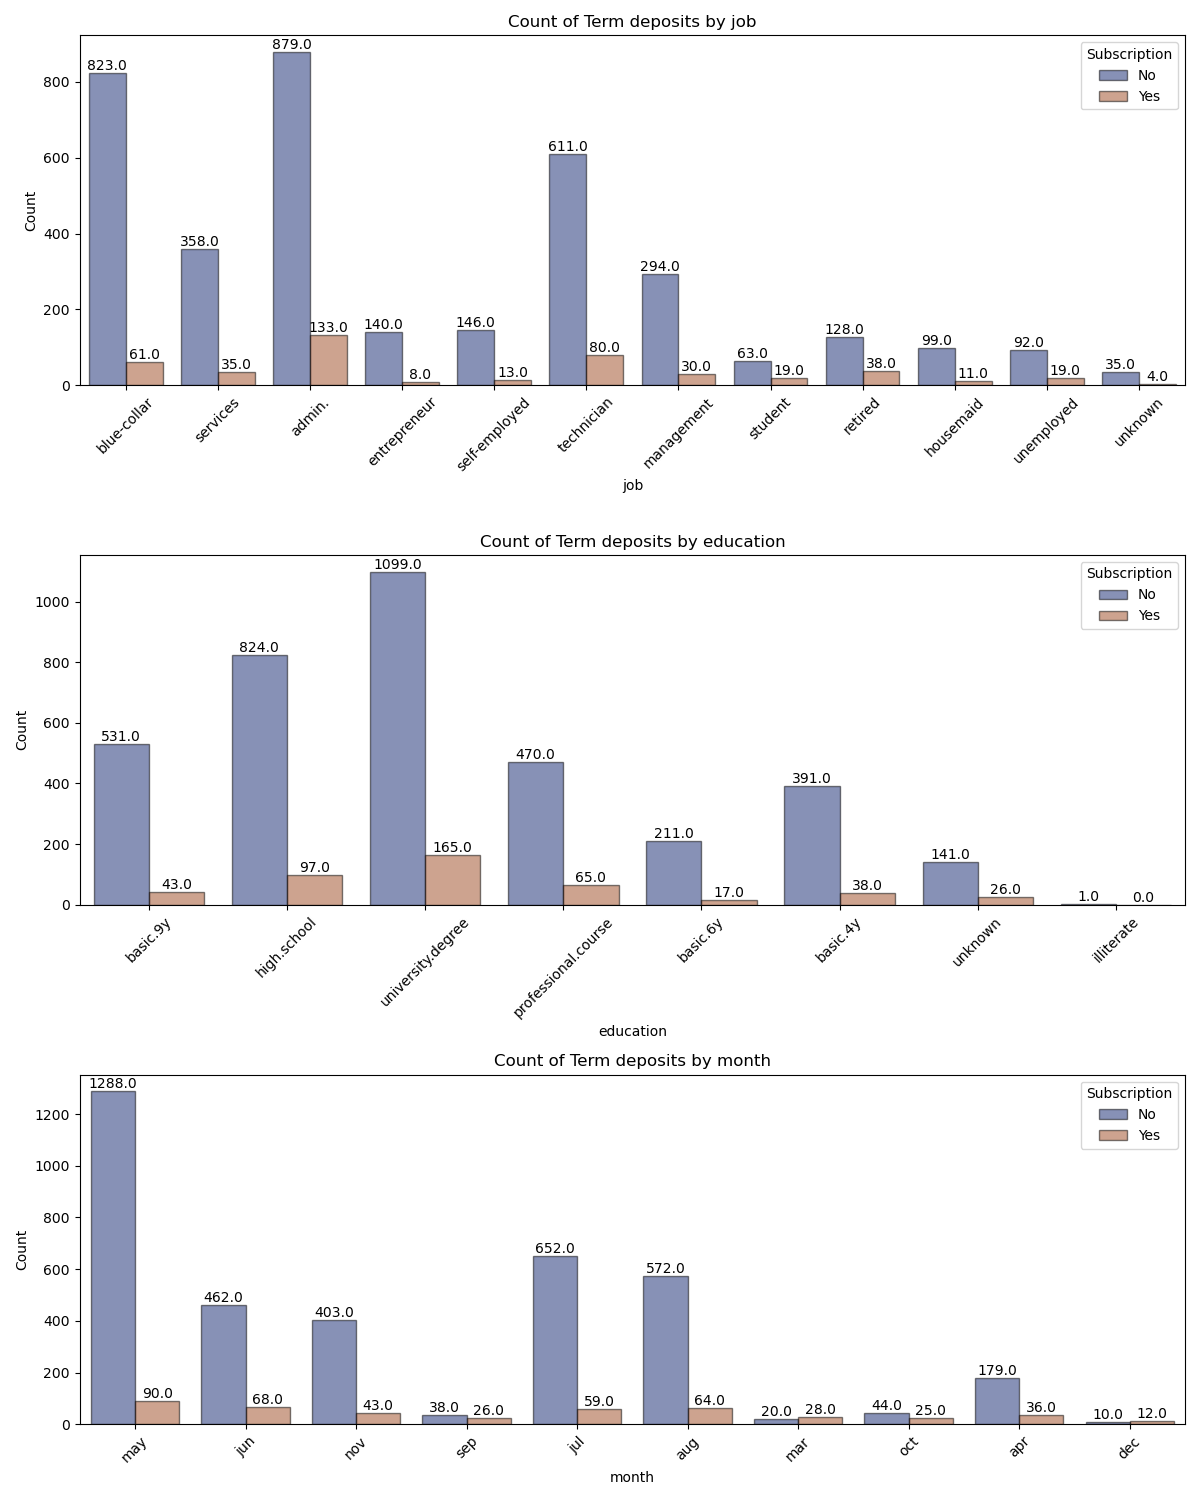 Count of Term deposits by job
Count
800
600
400
200
0
823.0
61.0
358.0
35.0
879.0
133.0
140.0
8.0
146.0
13.0
611.0
80.0
294.0
30.0
63.0
19.0
128.0
38.0
99.0
11.0
92.0
19.0
35.0
4.0
Subscription
No
Yes
blue-collar
services
admin.
entrepreneur
self-employed
technician
management
student
retired
housemaid
unemployed
unknown
job
Count of Term deposits by education
Count
1000
800
600
400
200
0
531.0
43.0
824.0
97.0
1099.0
165.0
470.0
65.0
211.0
17.0
391.0
38.0
141.0
26.0
1.0
0.0
Subscription
No
Yes
basic.9y
high.school
university.degree
professional.course
basic.6y
basic.4y
unknown
illiterate
education
Count of Term deposits by month
Count
1200
1000
800
600
400
200
0
1288.0
90.0
462.0
68.0
403.0
43.0
38.0
26.0
652.0
59.0
572.0
64.0
20.0
28.0
44.0
25.0
179.0
36.0
10.0
12.0
Subscription
No
Yes
may
jun
nov
sep
jul
aug
mar
oct
apr
dec
month